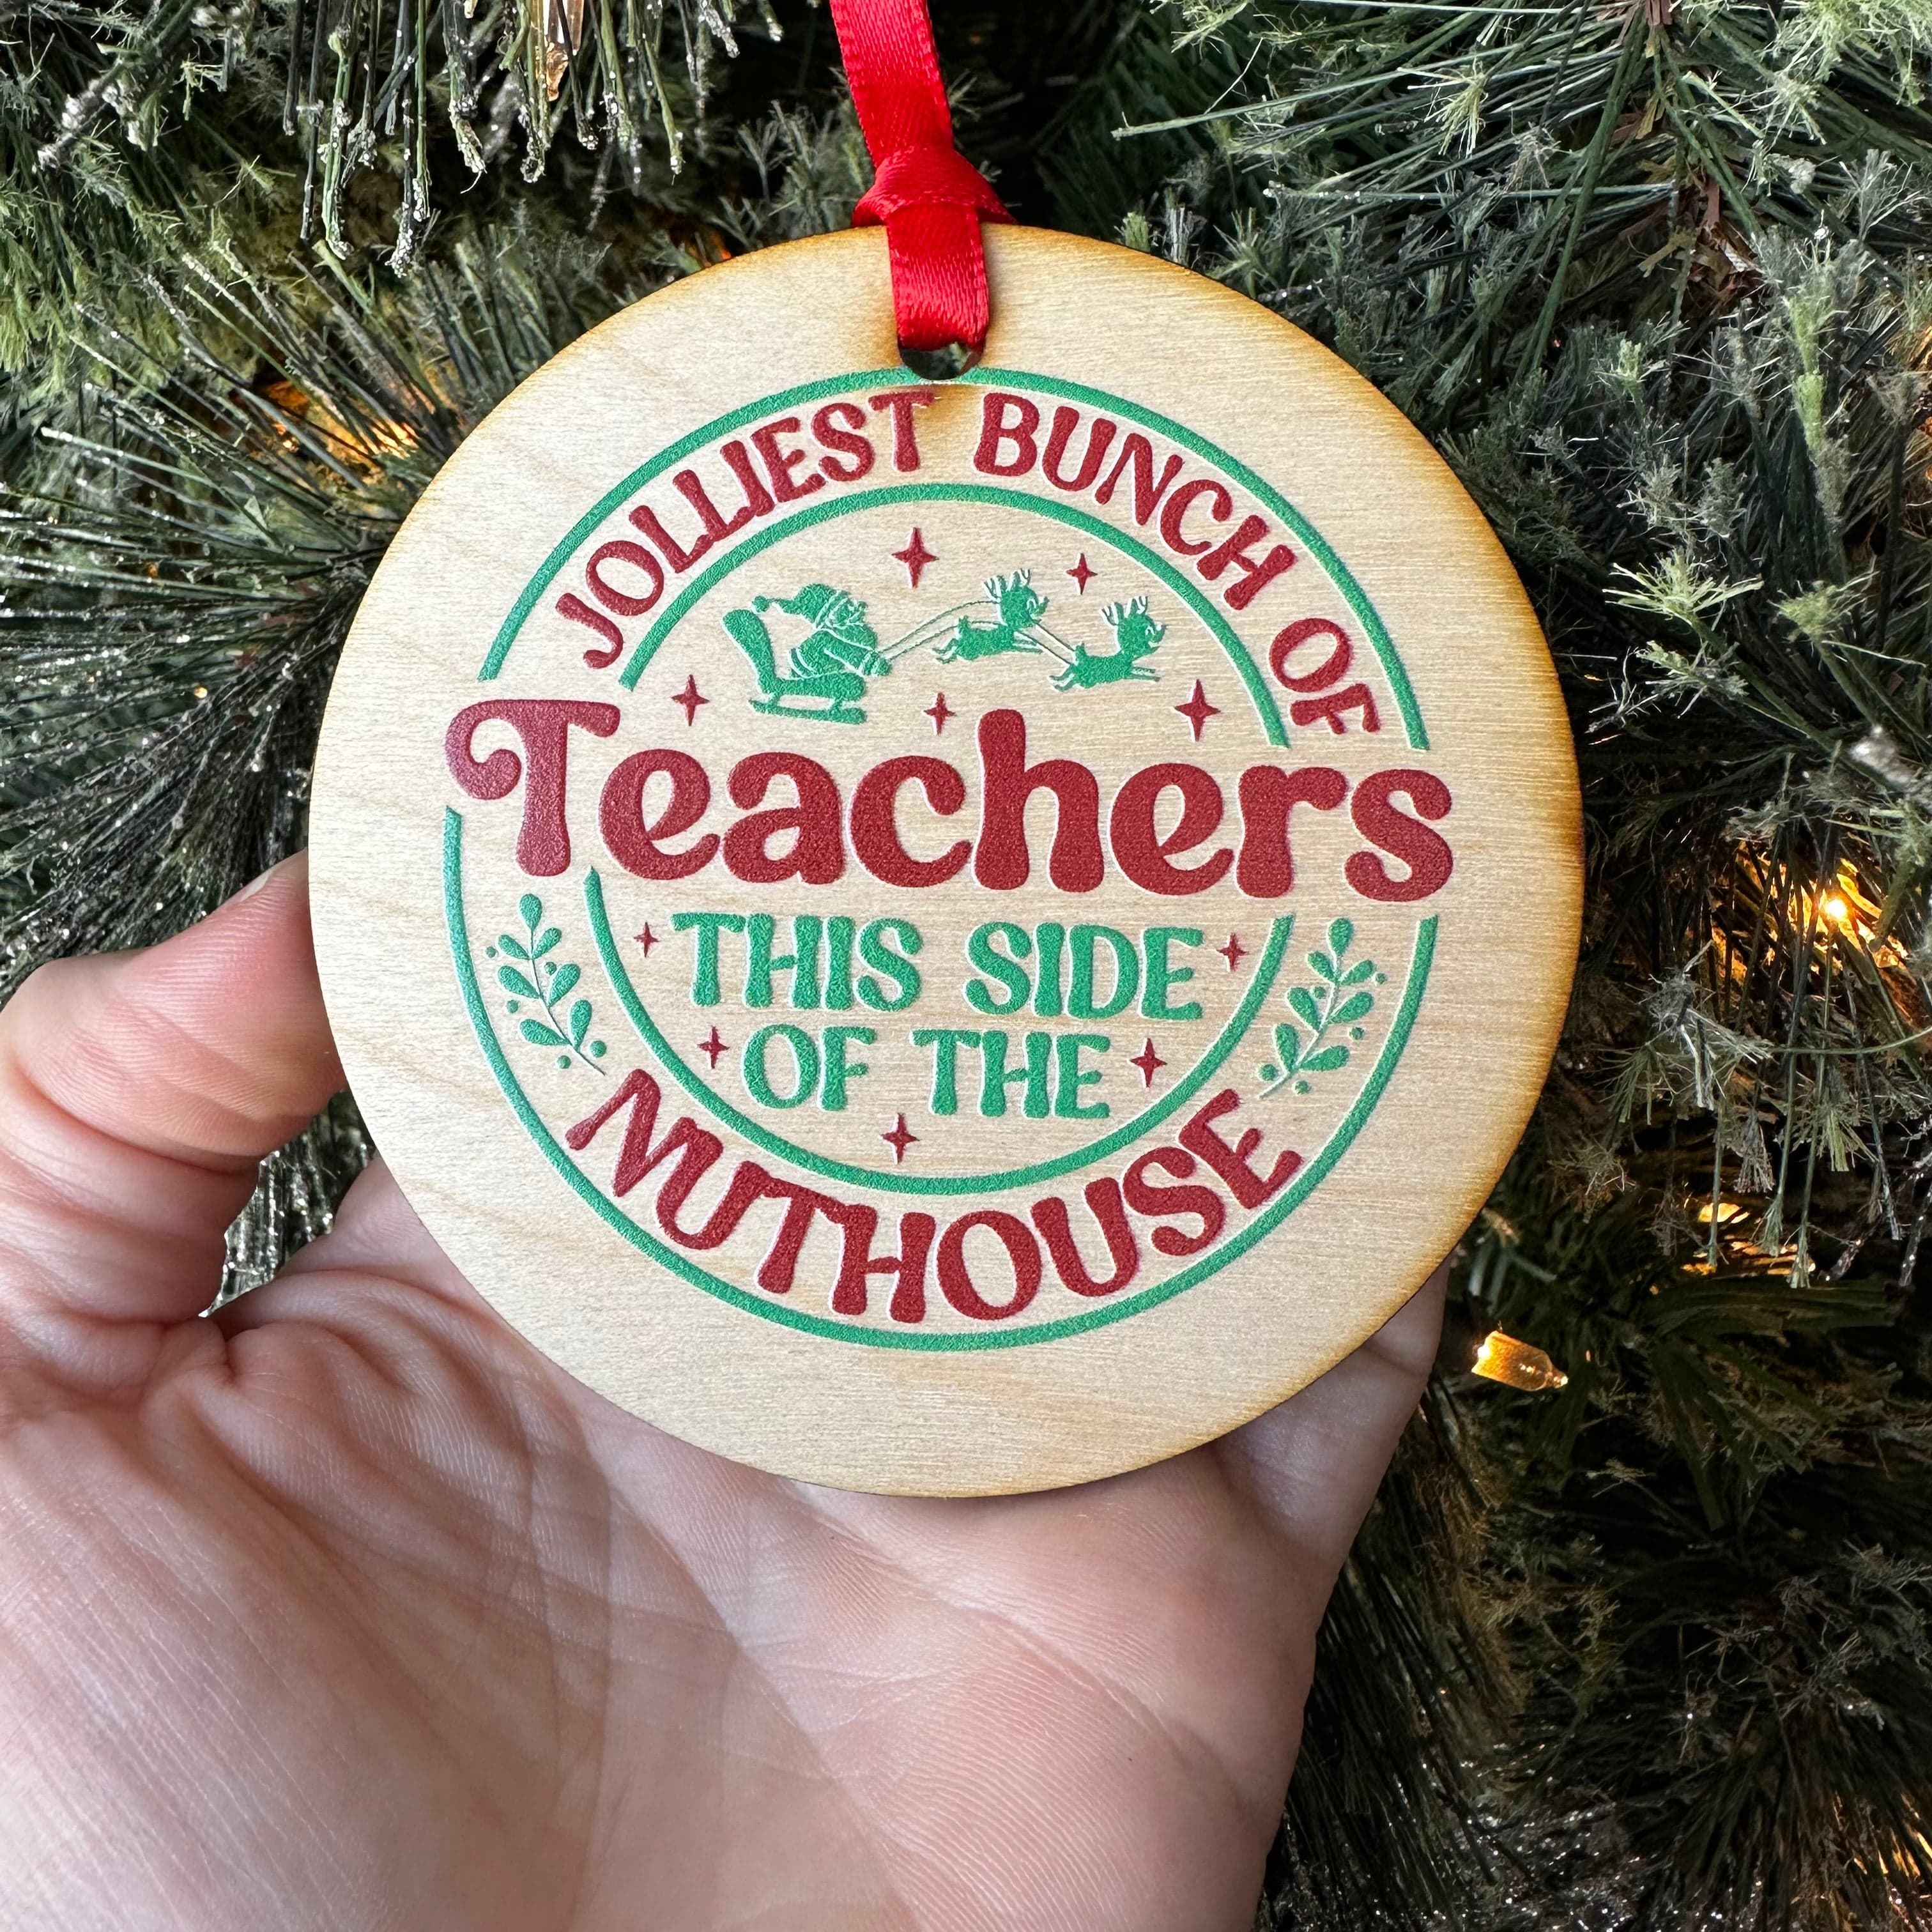 JOLLIEST BUNCH OF
Teachers
THIS SIDE
OF THE
NUTHOUSE